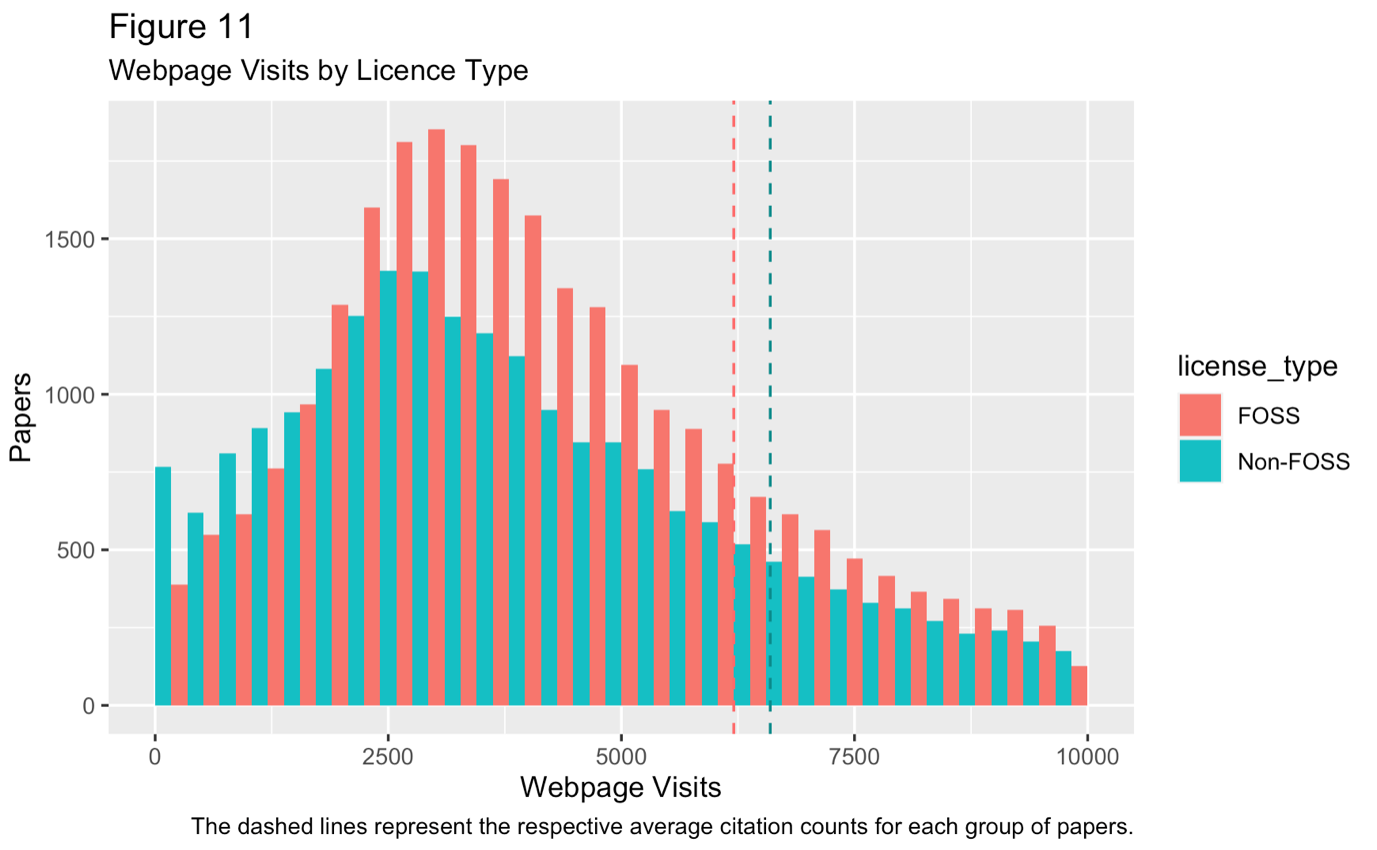 Figure 11
Webpage Visits by Licence Type
Papers
1500
1000
500
0
0 2500 5000 7500 10000
Webpage Visits
license_type
FOSS
Non-FOSS
The dashed lines represent the respective average citation counts for each group of papers.